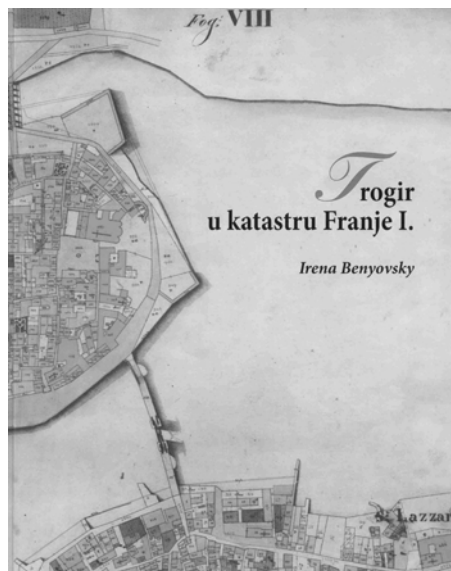 Fog: VIII
Trogir
u katastru Franje I.
Irena Benyovsky
S. Lazzar